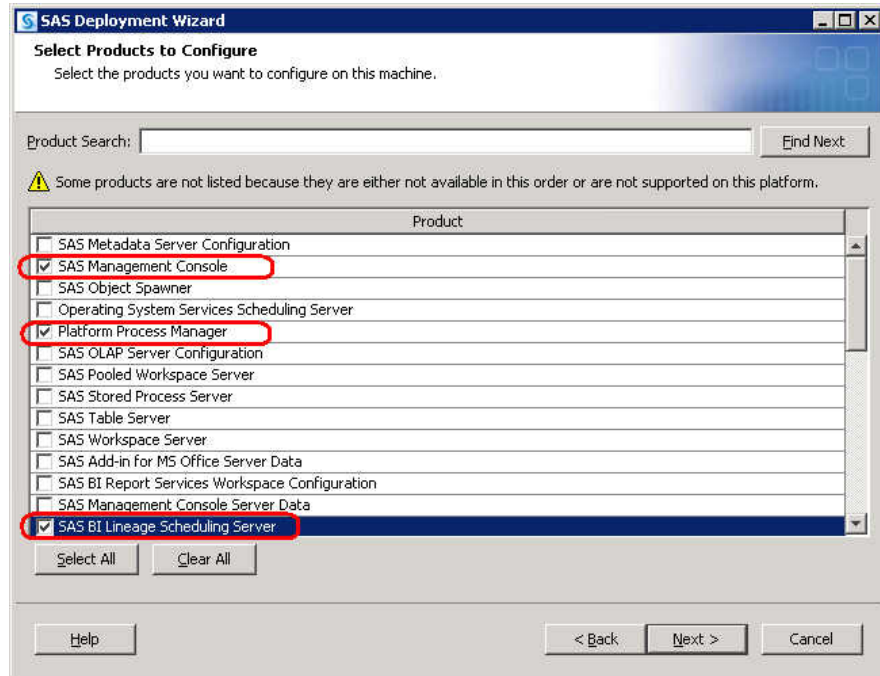 SAS Deployment Wizard
Select Products to Configure
Select the products you want to configure on this machine.
Product Search:
Find Next
Some products are not listed because they are either not available in this order or are not supported on this platform.
Product
SAS Metadata Server Configuration
SAS Management Console
SAS Object Spawner
Operating System Services Scheduling Server
Platform Process Manager
SAS OLAP Server Configuration
SAS Pooled Workspace Server
SAS Stored Process Server
SAS Table Server
SAS Workspace Server
SAS Add-in for MS Office Server Data
SAS BI Report Services Workspace Configuration
SAS Management Console Server Data
SAS BI Lineage Scheduling Server
Select All Clear All
Help < Back Next > Cancel